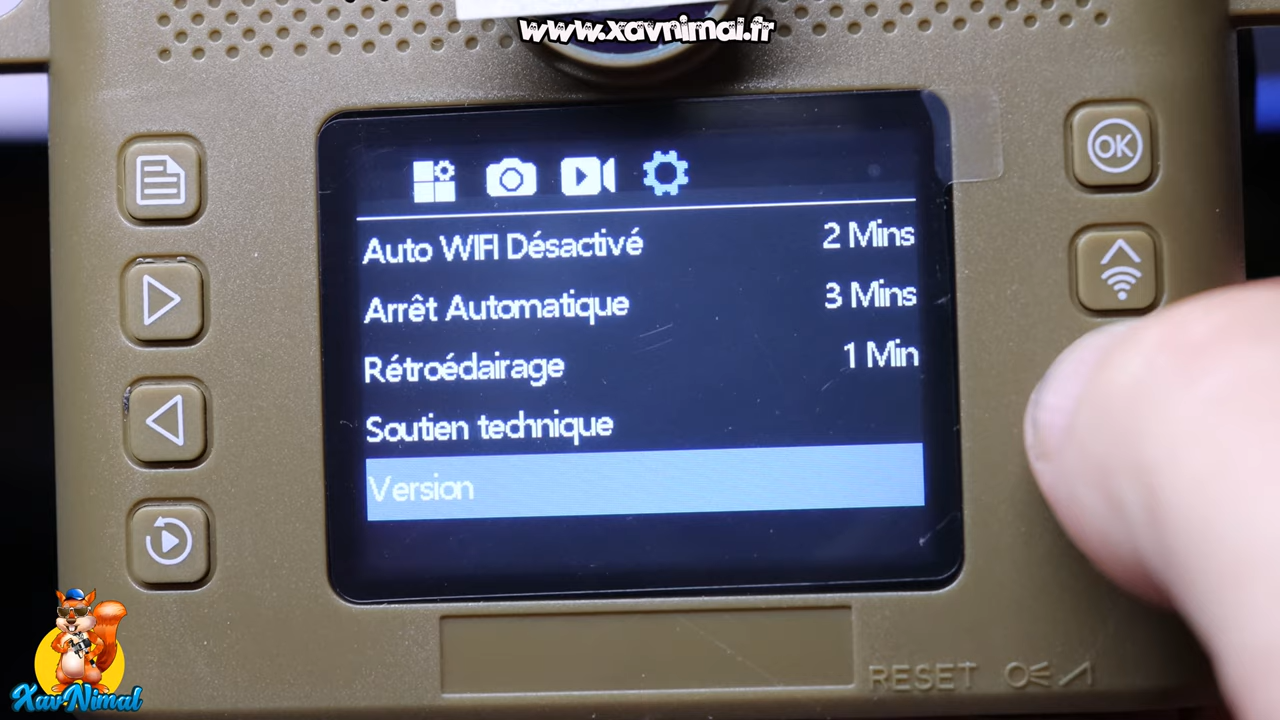 www.xavnimal.fr
OK
Auto WIFI Désactivé 2 Mins
Arrêt Automatique 3 Mins
Rétroéclairage 1 Min
Soutien technique
Version
RESET
XavNimal